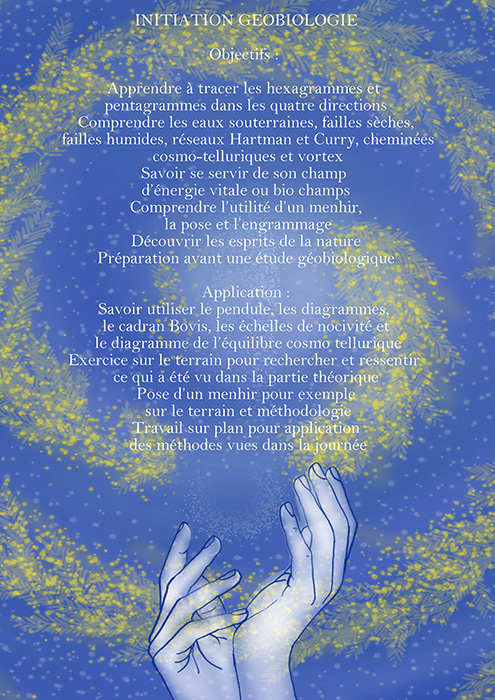 INITIATION GEOBIOLOGIE
Objectifs :
Apprendre à tracer les hexagrammes et
pentagrammes dans les quatre directions
Comprendre les eaux souterraines, failles sèches,
failles humides, réseaux Hartman et Curry, cheminées
cosmo-telluriques et vortex
Savoir se servir de son champ
d'énergie vitale ou bio champs
Comprendre l'utilité d'un menhir,
la pose et l'engrammage
Découvrir les esprits de la nature
Préparation avant une étude géobiologique
Application :
Savoir utiliser le pendule, les diagrammes,
le cadran Bovis, les échelles de nocivité et
le diagramme de l'équilibre cosmo tellurique
Exercice sur le terrain pour rechercher et ressentir
ce qui a été vu dans la partie théorique
Pose d'un menhir pour exemple
sur le terrain et méthodologie
Travail sur plan pour application
des méthodes vues dans la journée